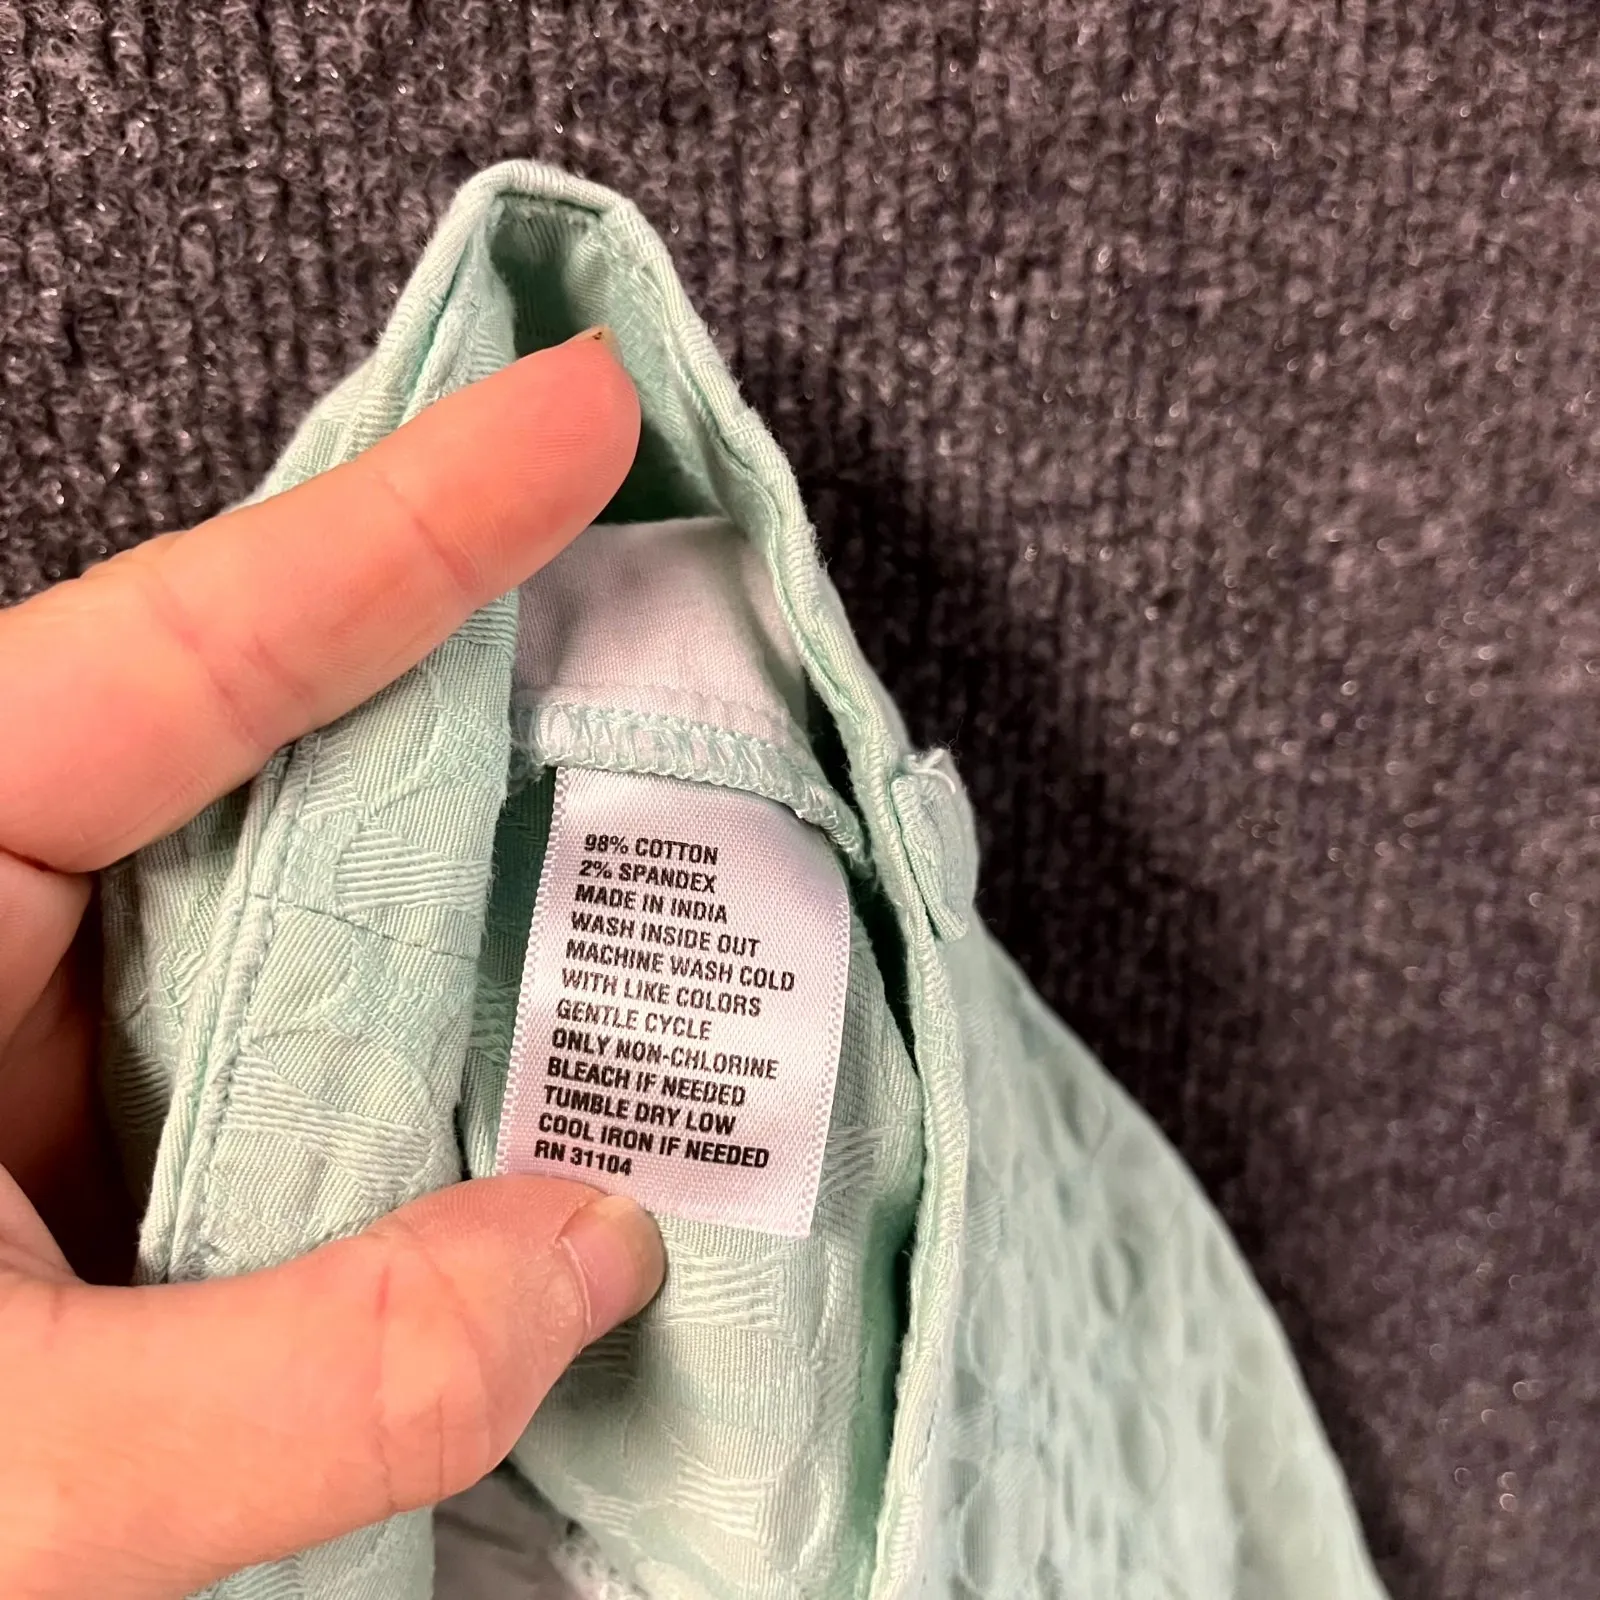 98% COTTON
2% SPANDEX
MADE IN INDIA
WASH INSIDE OUT
MACHINE WASH COLD
WITH LIKE COLORS
GENTLE CYCLE
ONLY NON-CHLORINE
BLEACH IF NEEDED
TUMBLE DRY LOW
COOL IRON IF NEEDED
RN 31104